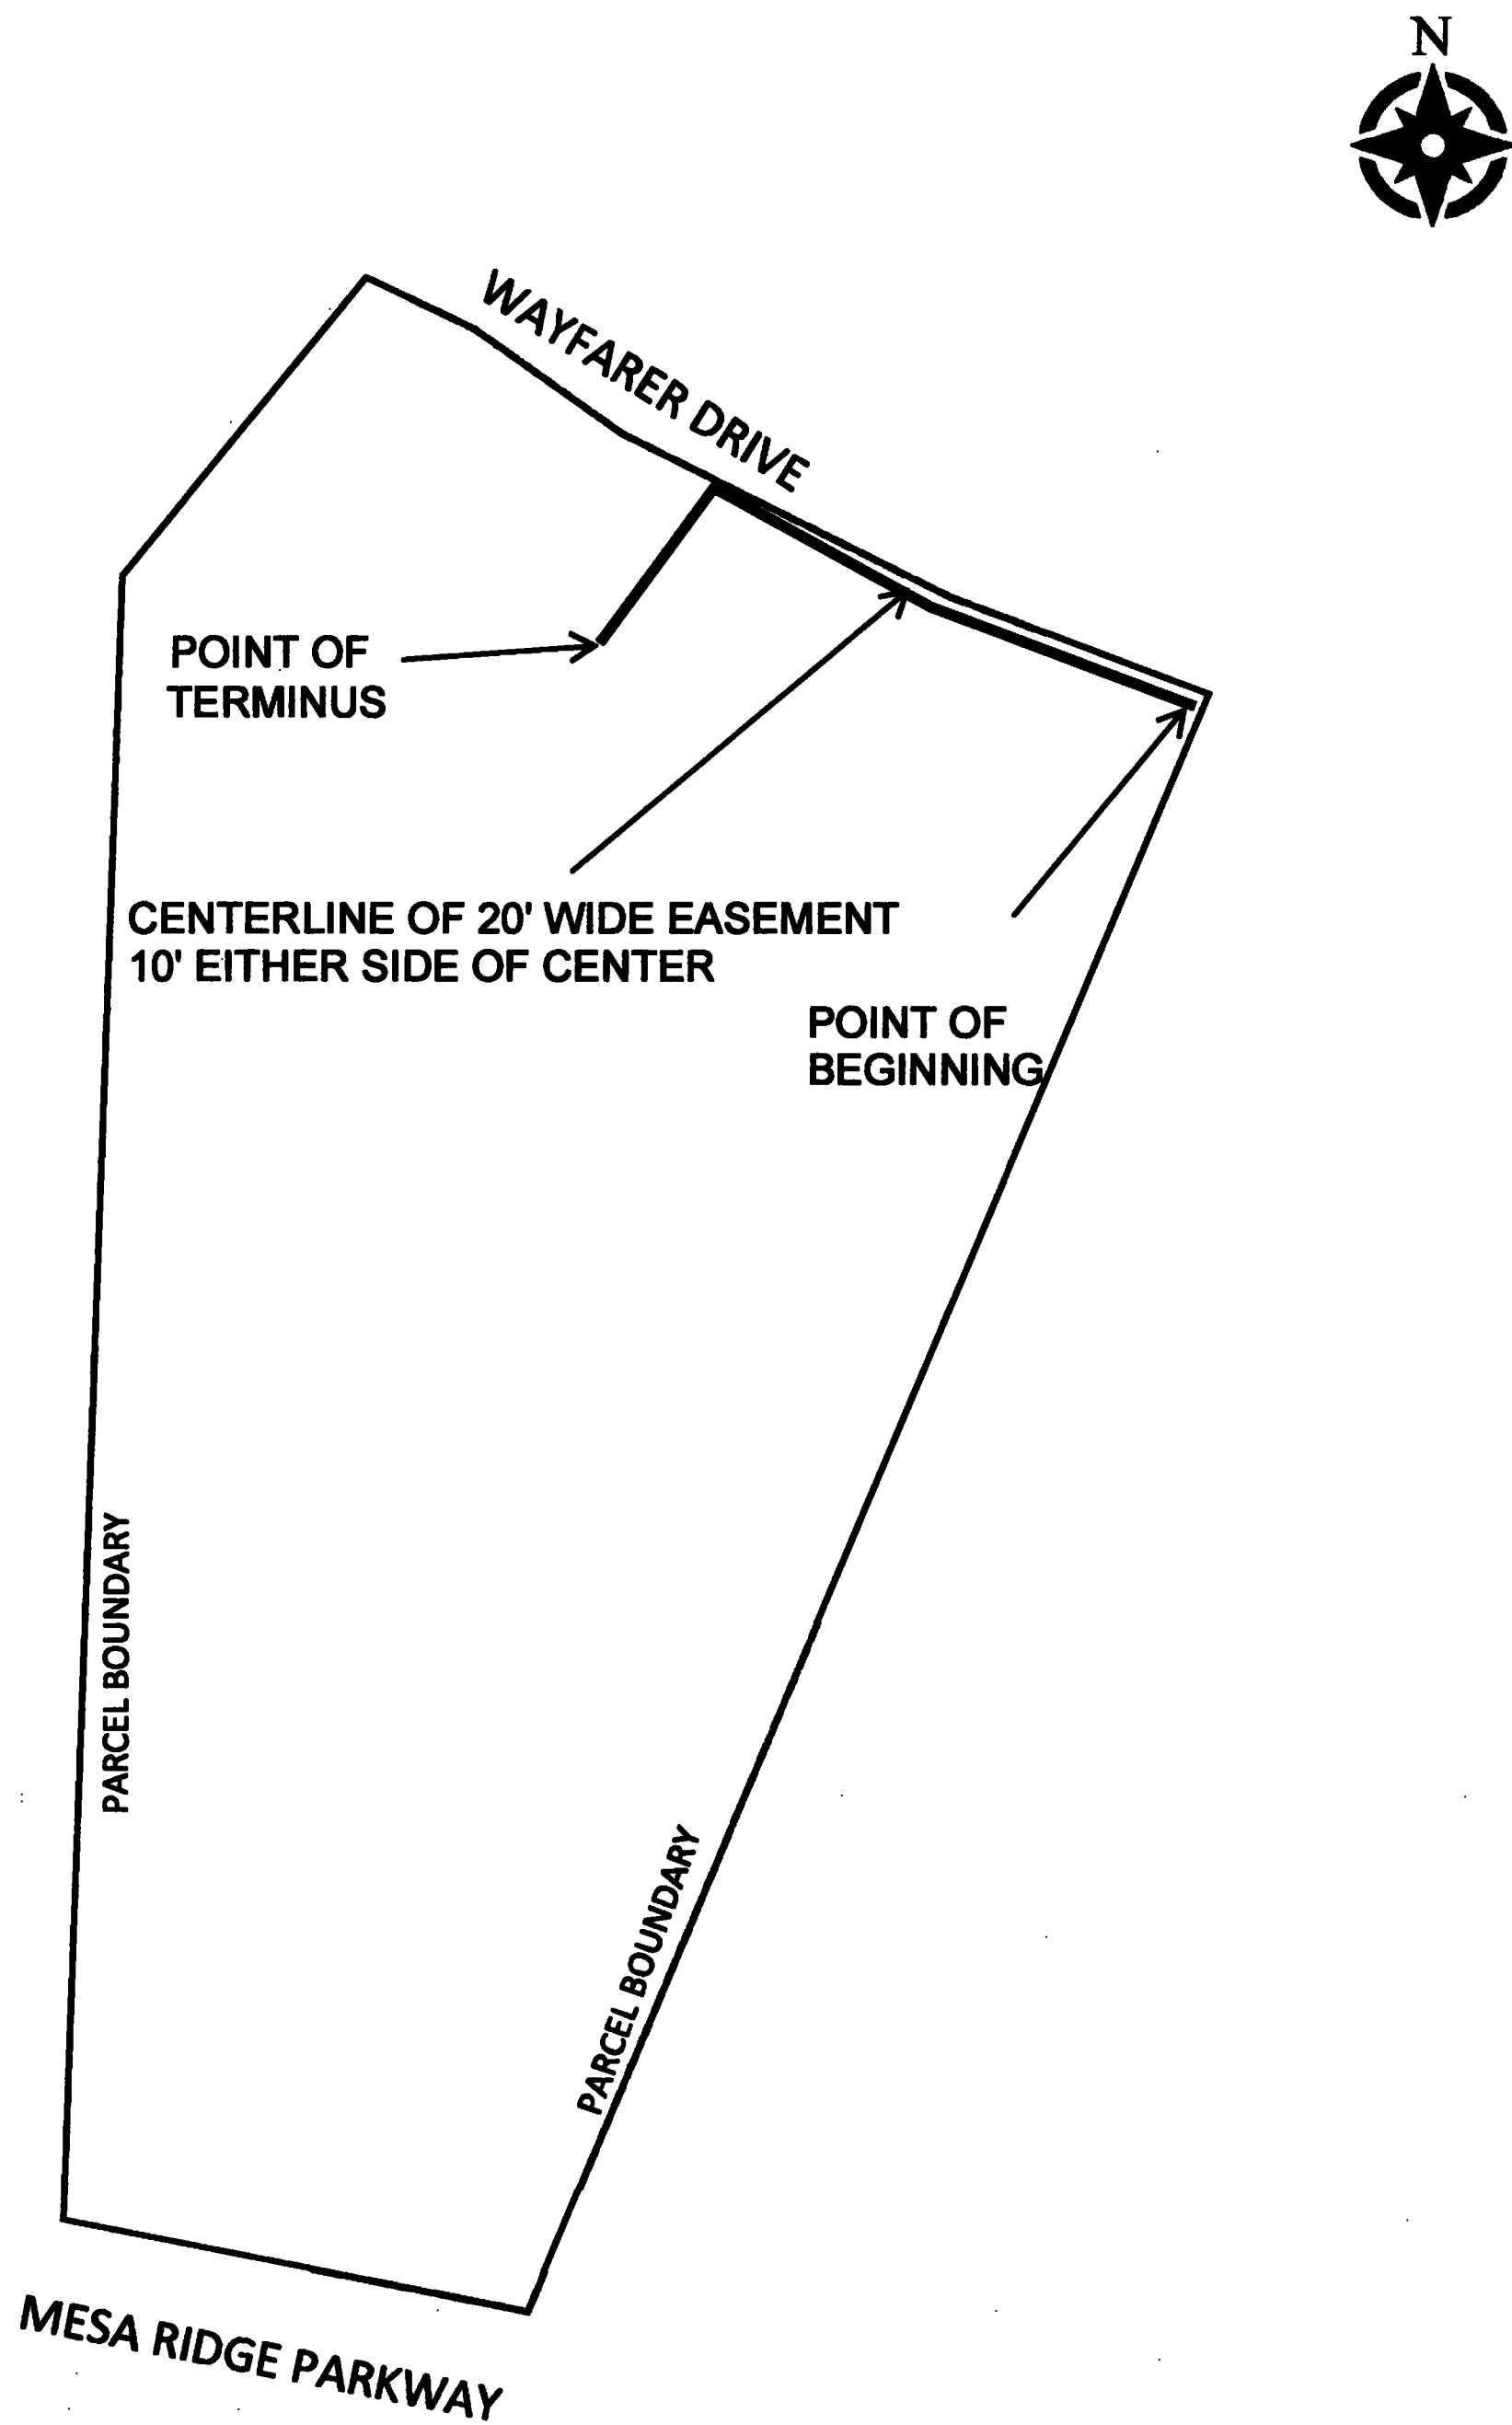 N
WAYFARER DRIVE
POINT OF
TERMINUS
CENTERLINE OF 20' WIDE EASEMENT
10' EITHER SIDE OF CENTER
POINT OF
BEGINNING
PARCEL BOUNDARY
PARCEL BOUNDARY
MESA RIDGE PARKWAY